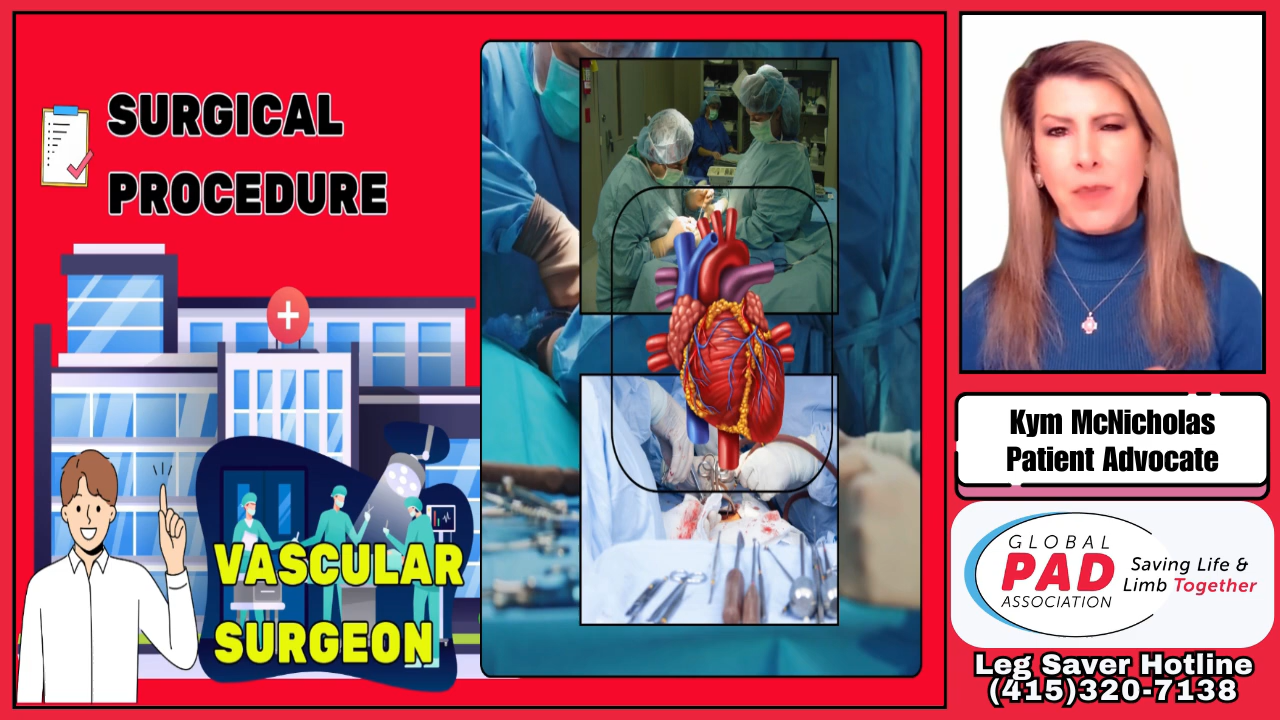 SURGICAL
PROCEDURE
VASCULAR
SURGEON
Kym McNicholas
Patient Advocate
GLOBAL
PAD
ASSOCIATION
Saving Life &
Limb Together
Leg Saver Hotline
(415)320-7138